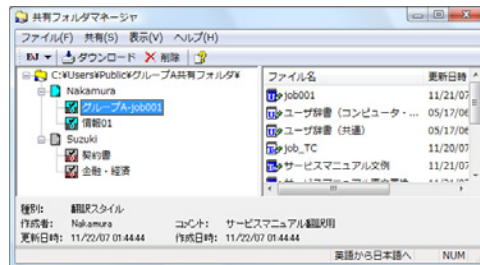 共有フォルダマネージャ
ファイル(F) 共有(S) 表示(V) ヘルプ(H)
EtoJ ダウンロード 削除
C:¥Users¥Public¥グループA共有フォルダ¥
Nakamura
グループA-job001
情報01
Suzuki
契約書
金融・経済
ファイル名 更新日時
job001 11/21/07
ユーザ辞書（コンピュータ・... 05/17/06
ユーザ辞書（共通） 05/17/06
job_TC 11/20/07
サービスマニュアル文例 11/21/07
種別: 翻訳スタイル
作成者: Nakamura コメント: サービスマニュアル翻訳用
更新日時: 11/22/07 01:44:44 作成日時: 11/22/07 01:44:44
英語から日本語へ NUM